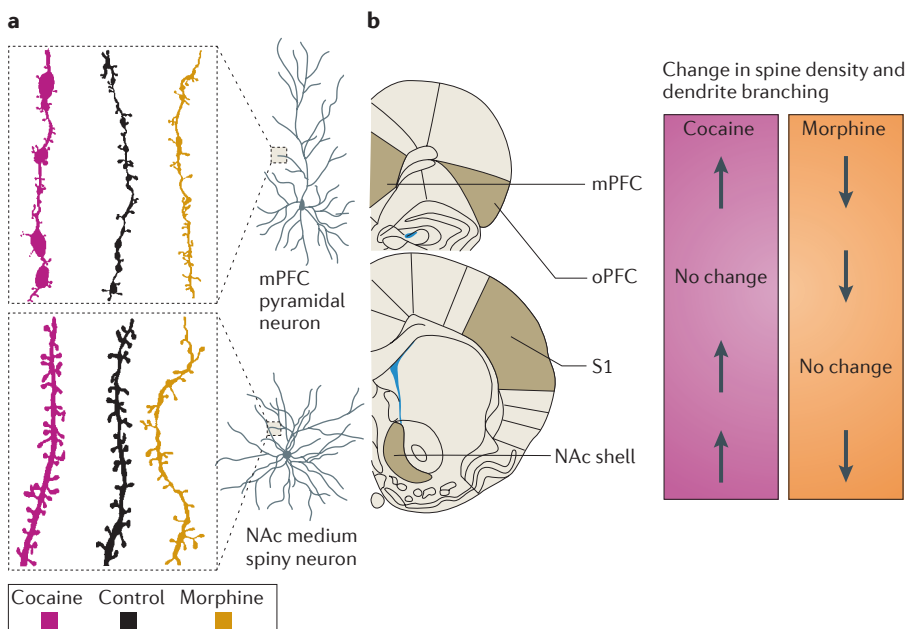 a
mPFC
pyramidal
neuron
NAc medium
spiny neuron
Cocaine Control Morphine
b
mPFC
oPFC
S1
NAc shell
Change in spine density and
dendrite branching
Cocaine Morphine
No change
No change